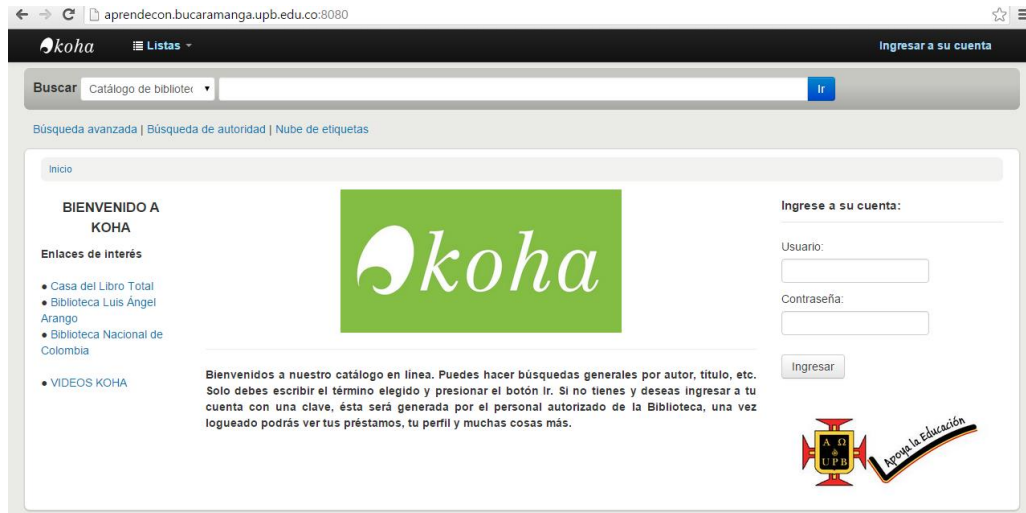 aprendecon.bucaramanga.upb.edu.co:8080
koha
Listas
Ingresar a su cuenta
Buscar
Catálogo de bibliotec
Ir
Búsqueda avanzada | Búsqueda de autoridad | Nube de etiquetas
Inicio
BIENVENIDO A
KOHA
Enlaces de interés
• Casa del Libro Total
• Biblioteca Luis Ángel
Arango
• Biblioteca Nacional de
Colombia
• VIDEOS KOHA
koha
Bienvenidos a nuestro catálogo en línea. Puedes hacer búsquedas generales por autor, título, etc.
Solo debes escribir el término elegido y presionar el botón Ir. Si no tienes y deseas ingresar a tu
cuenta con una clave, ésta será generada por el personal autorizado de la Biblioteca, una vez
logueado podrás ver tus préstamos, tu perfil y muchas cosas más.
Ingrese a su cuenta:
Usuario:
Contraseña:
Ingresar
Α Ω
UPB
Apoya la Educación